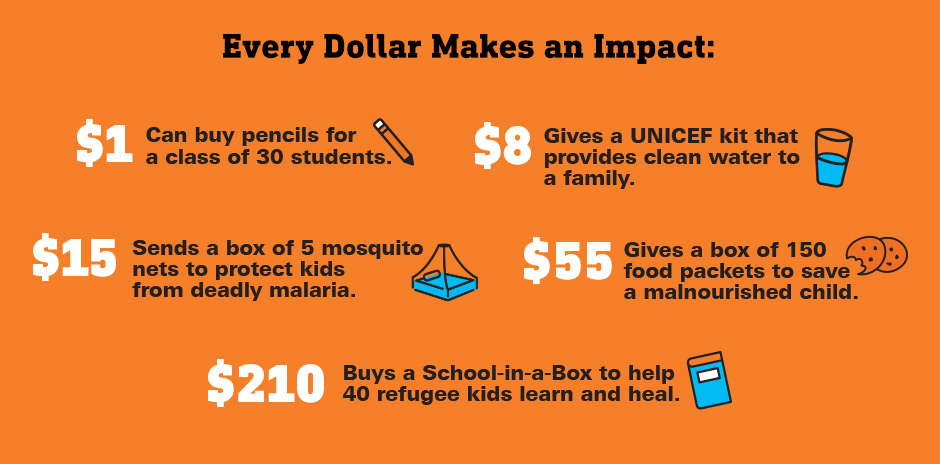 Every Dollar Makes an Impact:
$1
Can buy pencils for
a class of 30 students.
$8
Gives a UNICEF kit that
provides clean water to
a family.
$15
Sends a box of 5 mosquito
nets to protect kids
from deadly malaria.
$55
Gives a box of 150
food packets to save
a malnourished child.
$210
Buys a School-in-a-Box to help
40 refugee kids learn and heal.